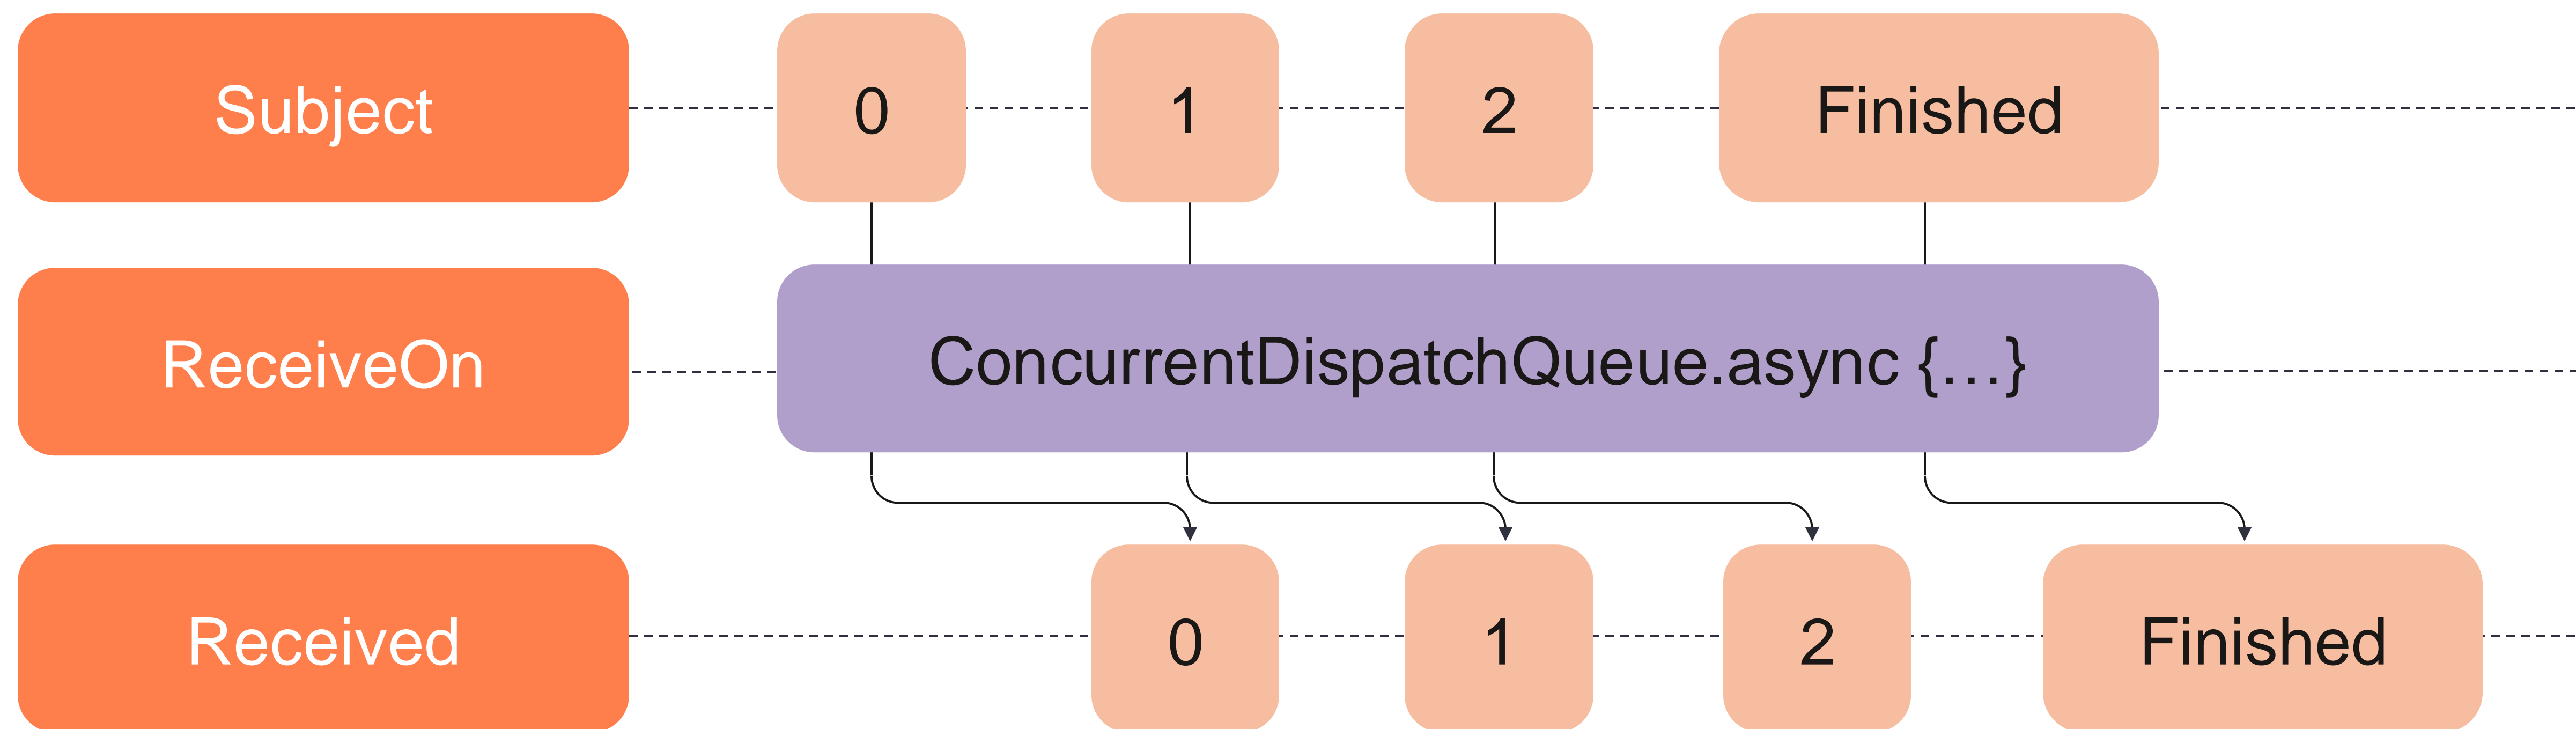 Subject
0
1
2
Finished
ReceiveOn
ConcurrentDispatchQueue.async {...}
Received
0
1
2
Finished